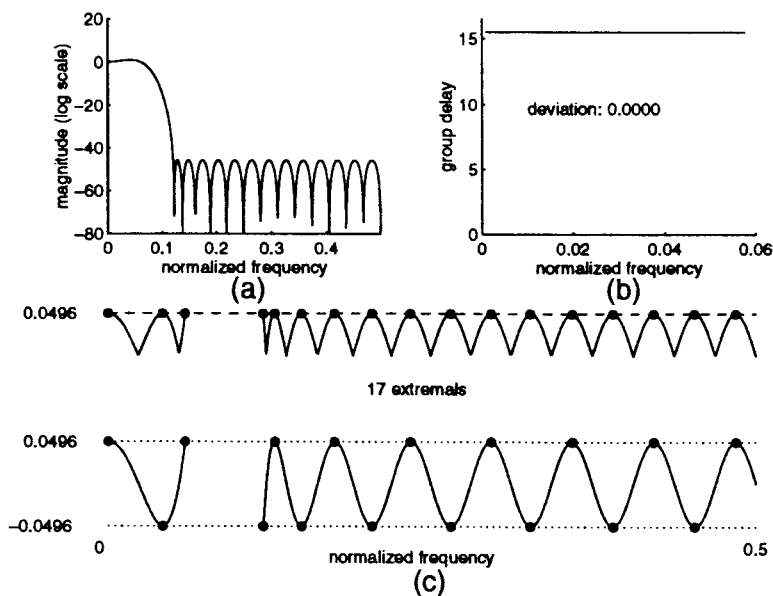 20
0
−20
−40
−60
−80
magnitude (log scale)
0 0.1 0.2 0.3 0.4
normalized frequency
(a)
15
10
5
0
group delay
deviation: 0.0000
0 0.02 0.04 0.06
normalized frequency
(b)
0.0496
17 extremals
0.0496
−0.0496
0 0.5
normalized frequency
(c)